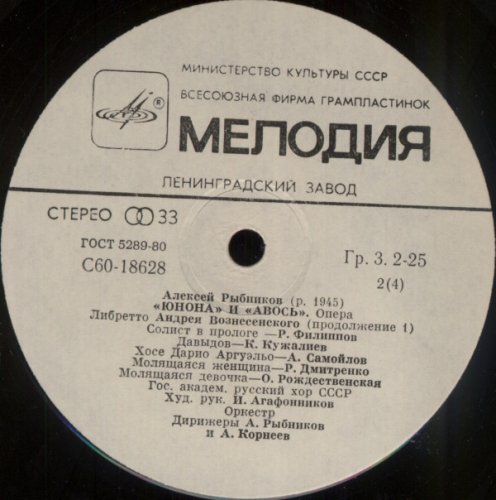 МИНИСТЕРСТВО КУЛЬТУРЫ СССР
ВСЕСОЮЗНАЯ ФИРМА ГРАМПЛАСТИНОК
®
МЕЛОДИЯ
ЛЕНИНГРАДСКИЙ ЗАВОД
СТЕРЕО 33
ГОСТ 5289-80
С60-18628
Гр. 3. 2-25
2(4)
Алексей Рыбников (р. 1945)
«ЮНОНА» И «АВОСЬ». Опера
Либретто Андрея Вознссенского (продолжение 1)
Солист в прологе—Р. Филиппов
Давыдов—К. Кужалиев
Хосе Дарио Аргуэльо—А. Самойлов
Молящаяся женщина—Р. Дмитренко
Молящаяся девочка—О. Рождественская
Гос. академ. русский хор СССР
Худ. рук. И. Агафонников
Оркестр
Дирижеры А. Рыбников
и А. Корнеев